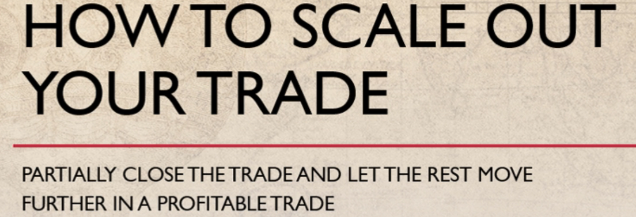 HOW TO SCALE OUT
YOUR TRADE
PARTIALLY CLOSE THE TRADE AND LET THE REST MOVE
FURTHER IN A PROFITABLE TRADE